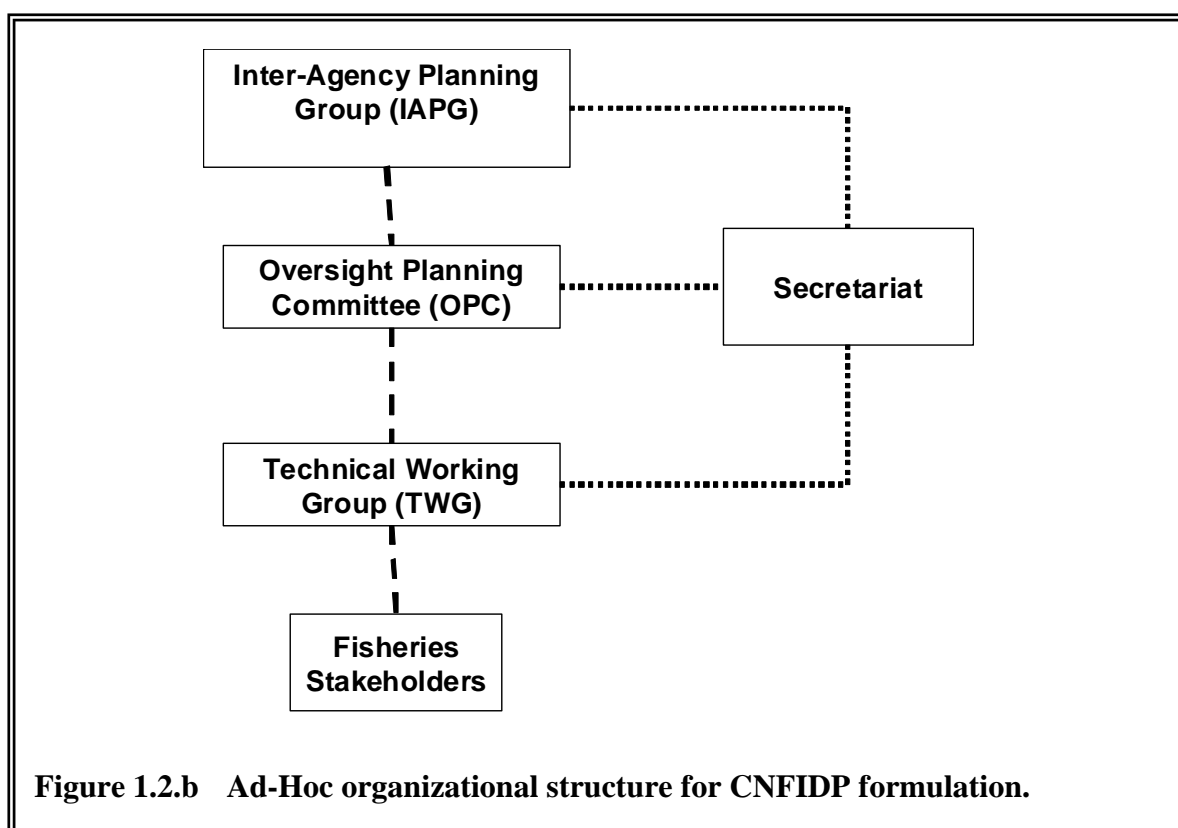 Inter-Agency Planning
Group (IAPG)
Oversight Planning
Committee (OPC)
Secretariat
Technical Working
Group (TWG)
Fisheries
Stakeholders
Figure 1.2.b Ad-Hoc organizational structure for CNFIDP formulation.